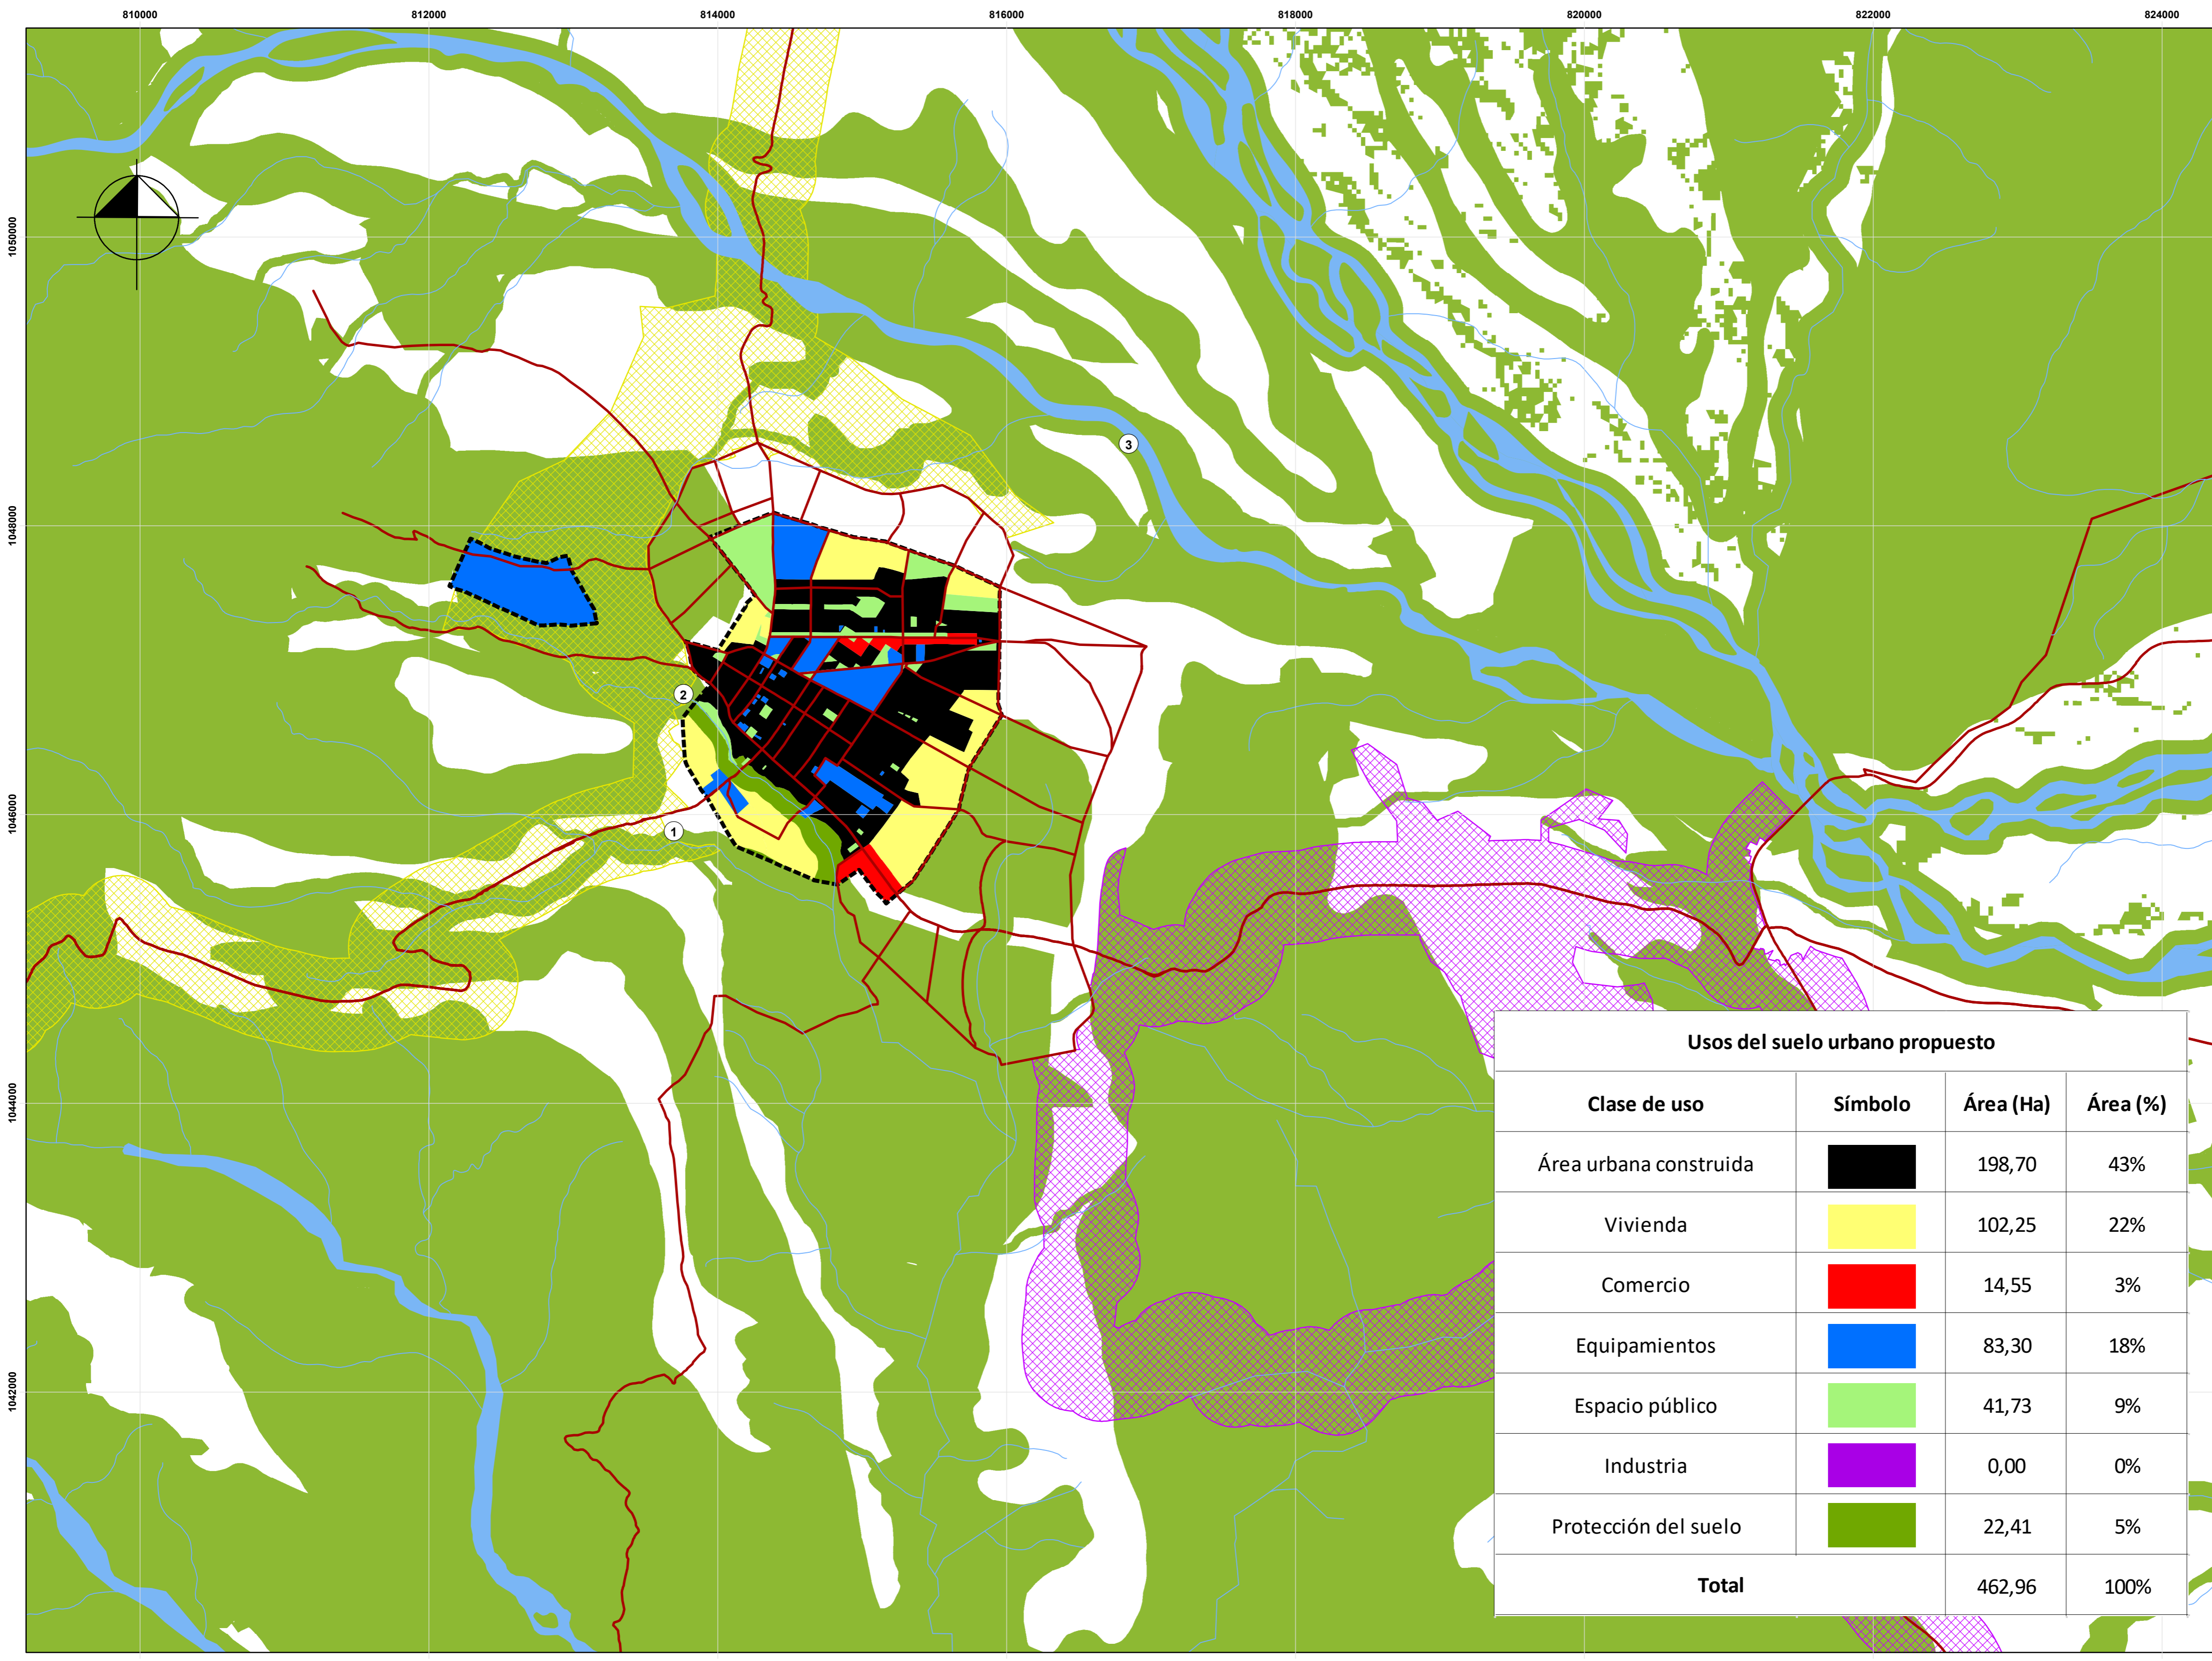 810000 812000 814000 816000 818000 820000 822000 824000
1050000
1048000
1046000
1044000
1042000
3
2
1
Usos del suelo urbano propuesto
Clase de uso Símbolo Área (Ha) Área (%)
Área urbana construida 198,70 43%
Vivienda 102,25 22%
Comercio 14,55 3%
Equipamientos 83,30 18%
Espacio público 41,73 9%
Industria 0,00 0%
Protección del suelo 22,41 5%
Total 462,96 100%